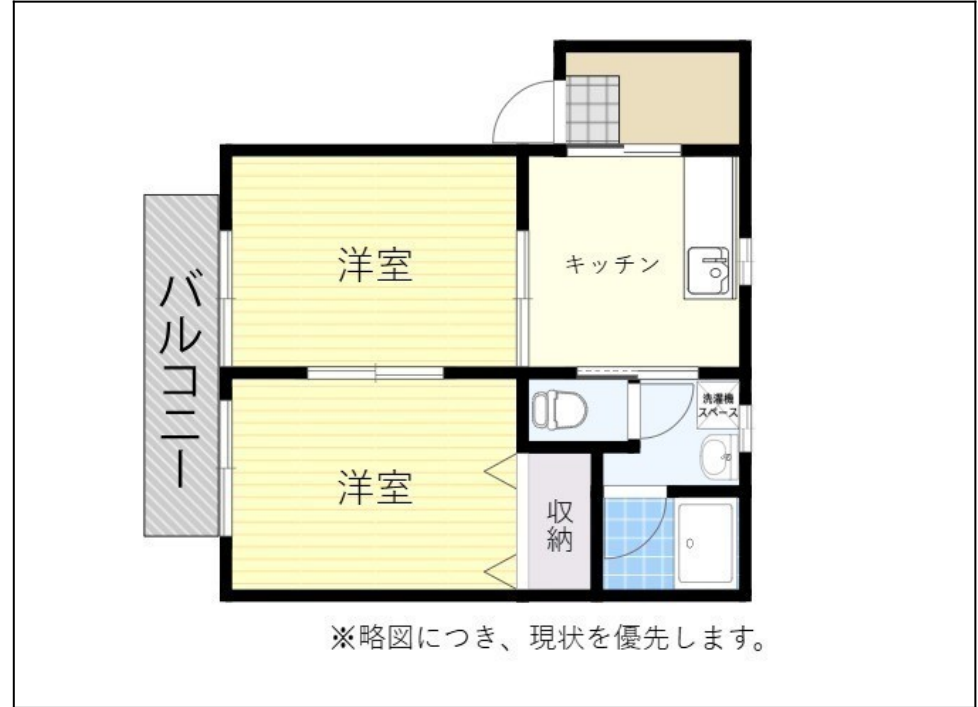 洋室
キッチン
バルコニー
洗濯機
スペース
洋室
収納
※略図につき、現状を優先します。